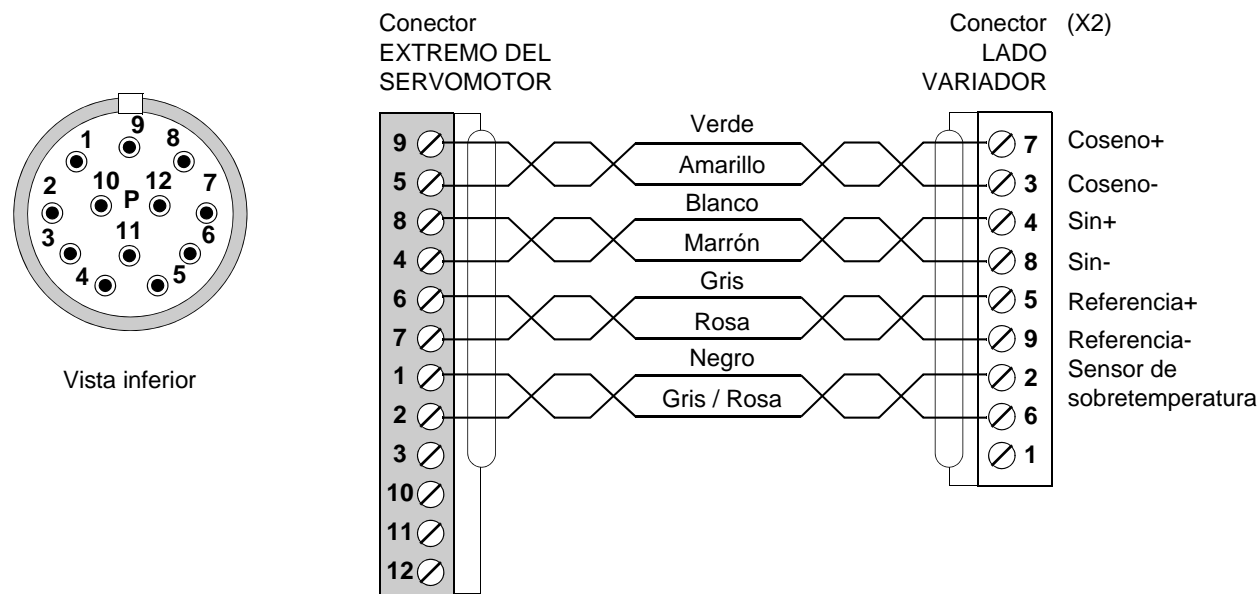 Conector
EXTREMO DEL
SERVOMOTOR
Conector (X2)
LADO
VARIADOR
9
1 8
2 10 12 7
P
3 11 6
4 5
Vista inferior
9 Verde 7 Coseno+
5 Amarillo 3 Coseno-
8 Blanco 4 Sin+
4 Marrón 8 Sin-
6 Gris 5 Referencia+
7 Rosa 9 Referencia-
1 Negro 2 Sensor de
2 Gris / Rosa 6 sobretemperatura
3 1
10
11
12